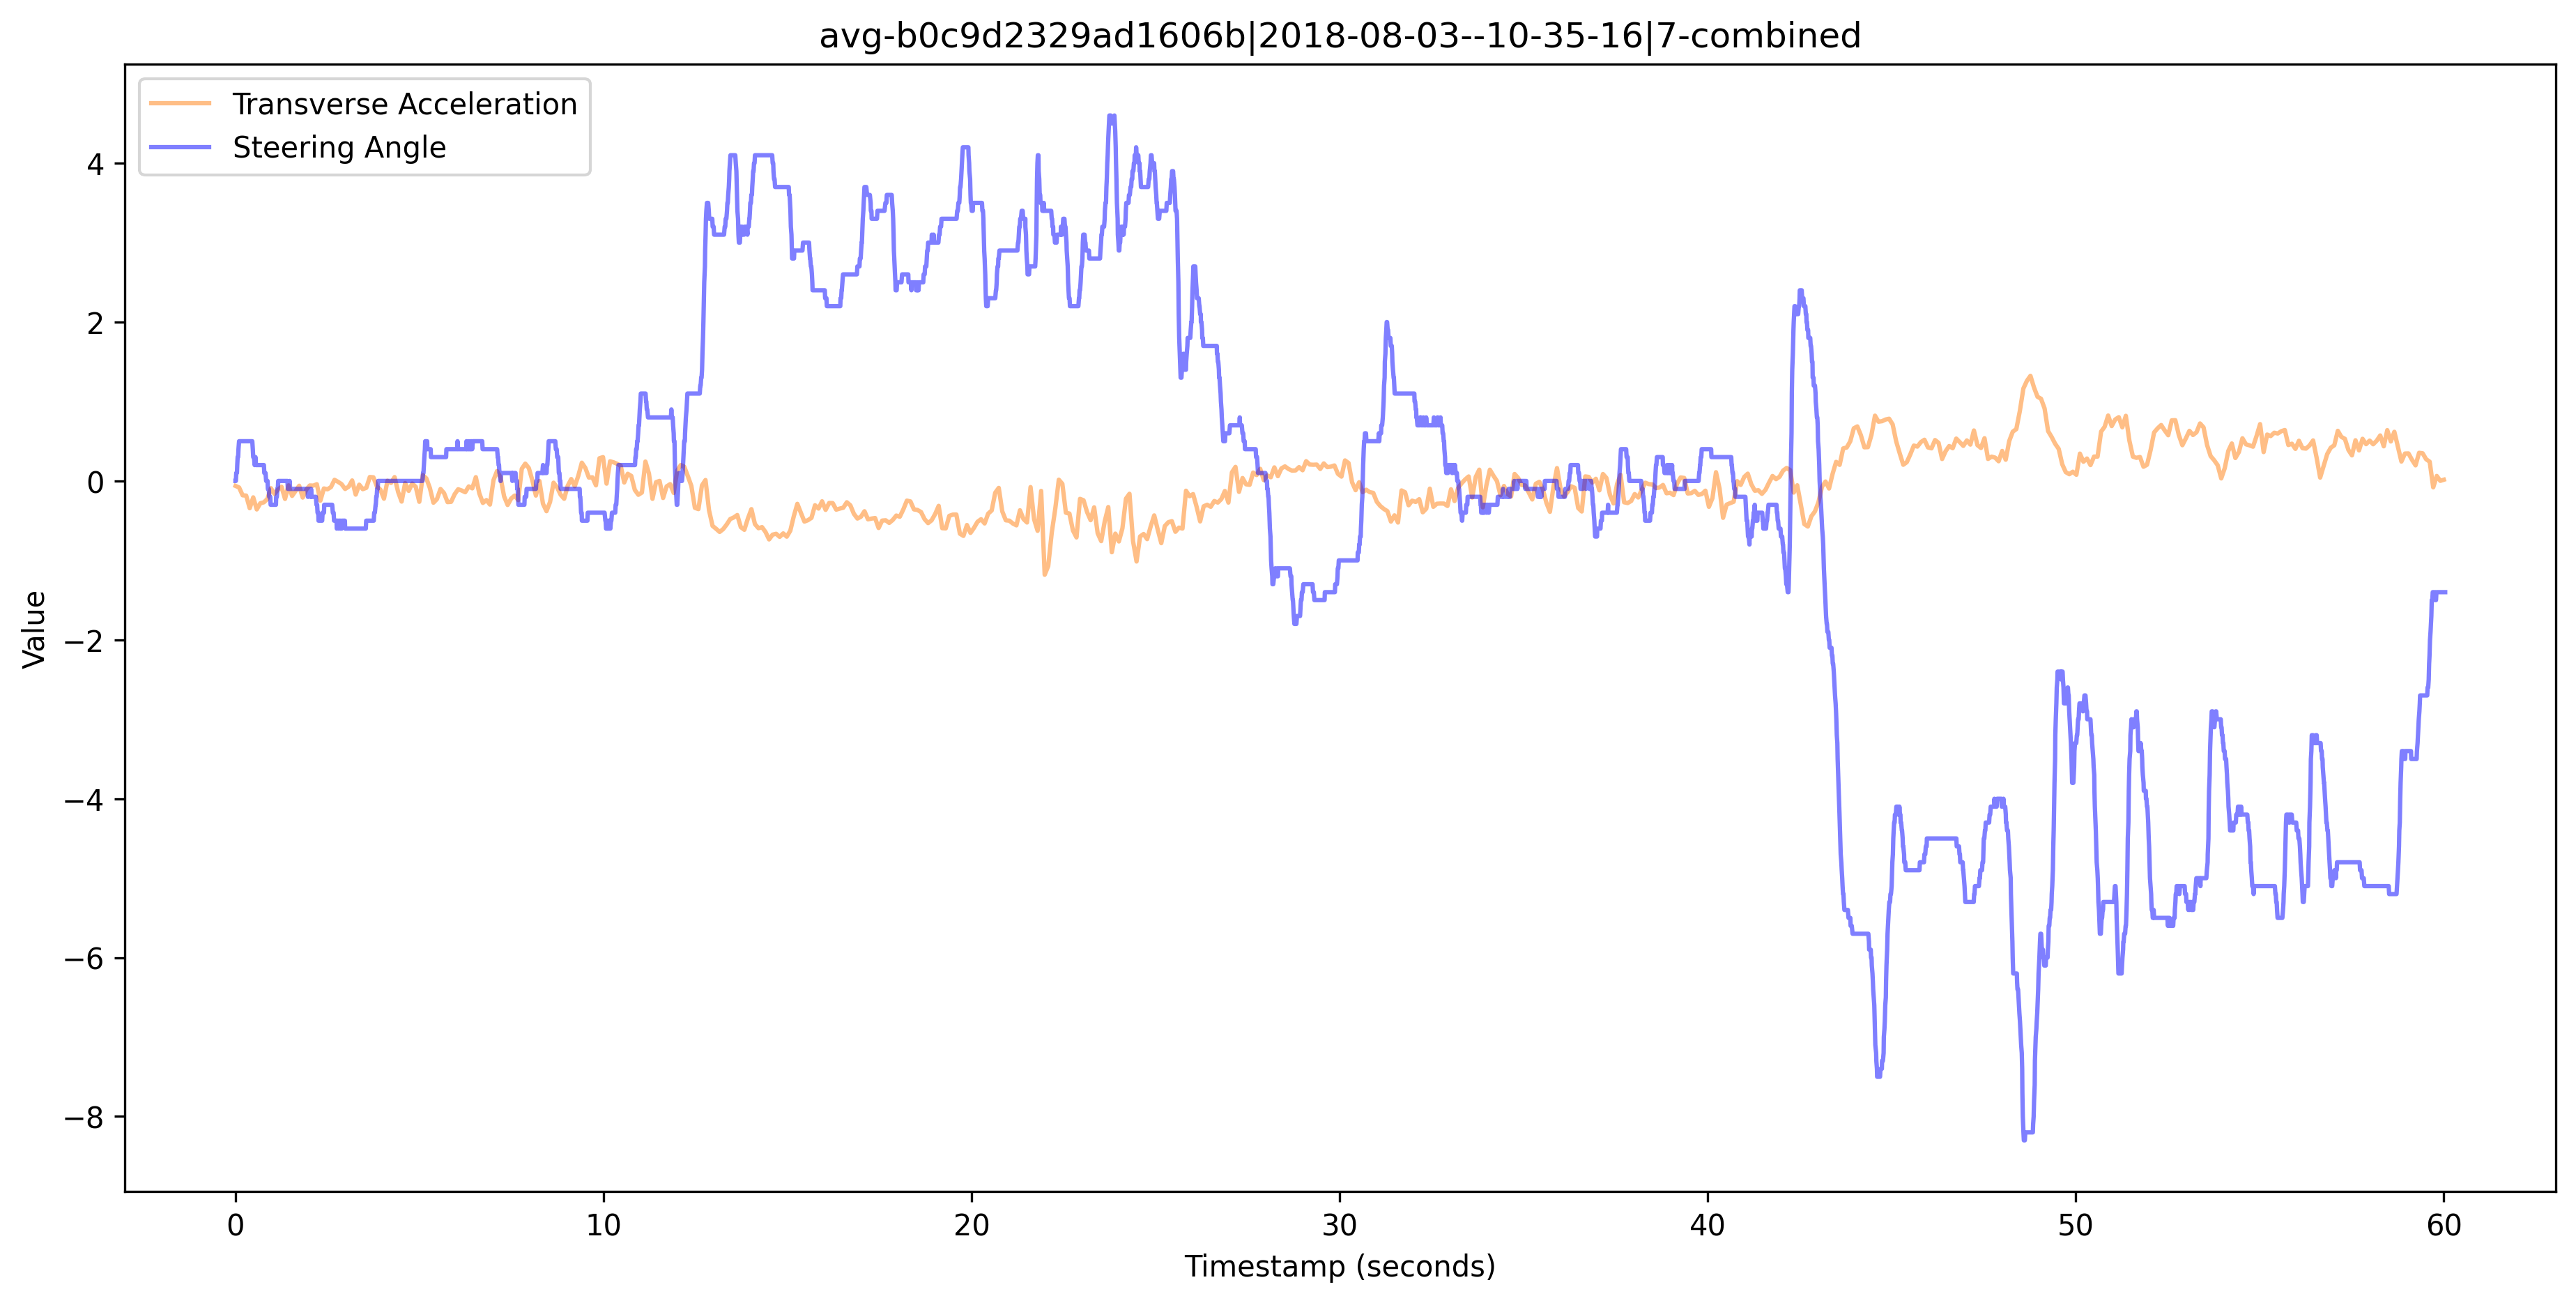 avg-b0c9d2329ad1606b|2018-08-03--10-35-16|7-combined
Transverse Acceleration
Steering Angle
Value
4
2
0
−2
−4
−6
−8
0 10 20 30 40 50 60
Timestamp (seconds)